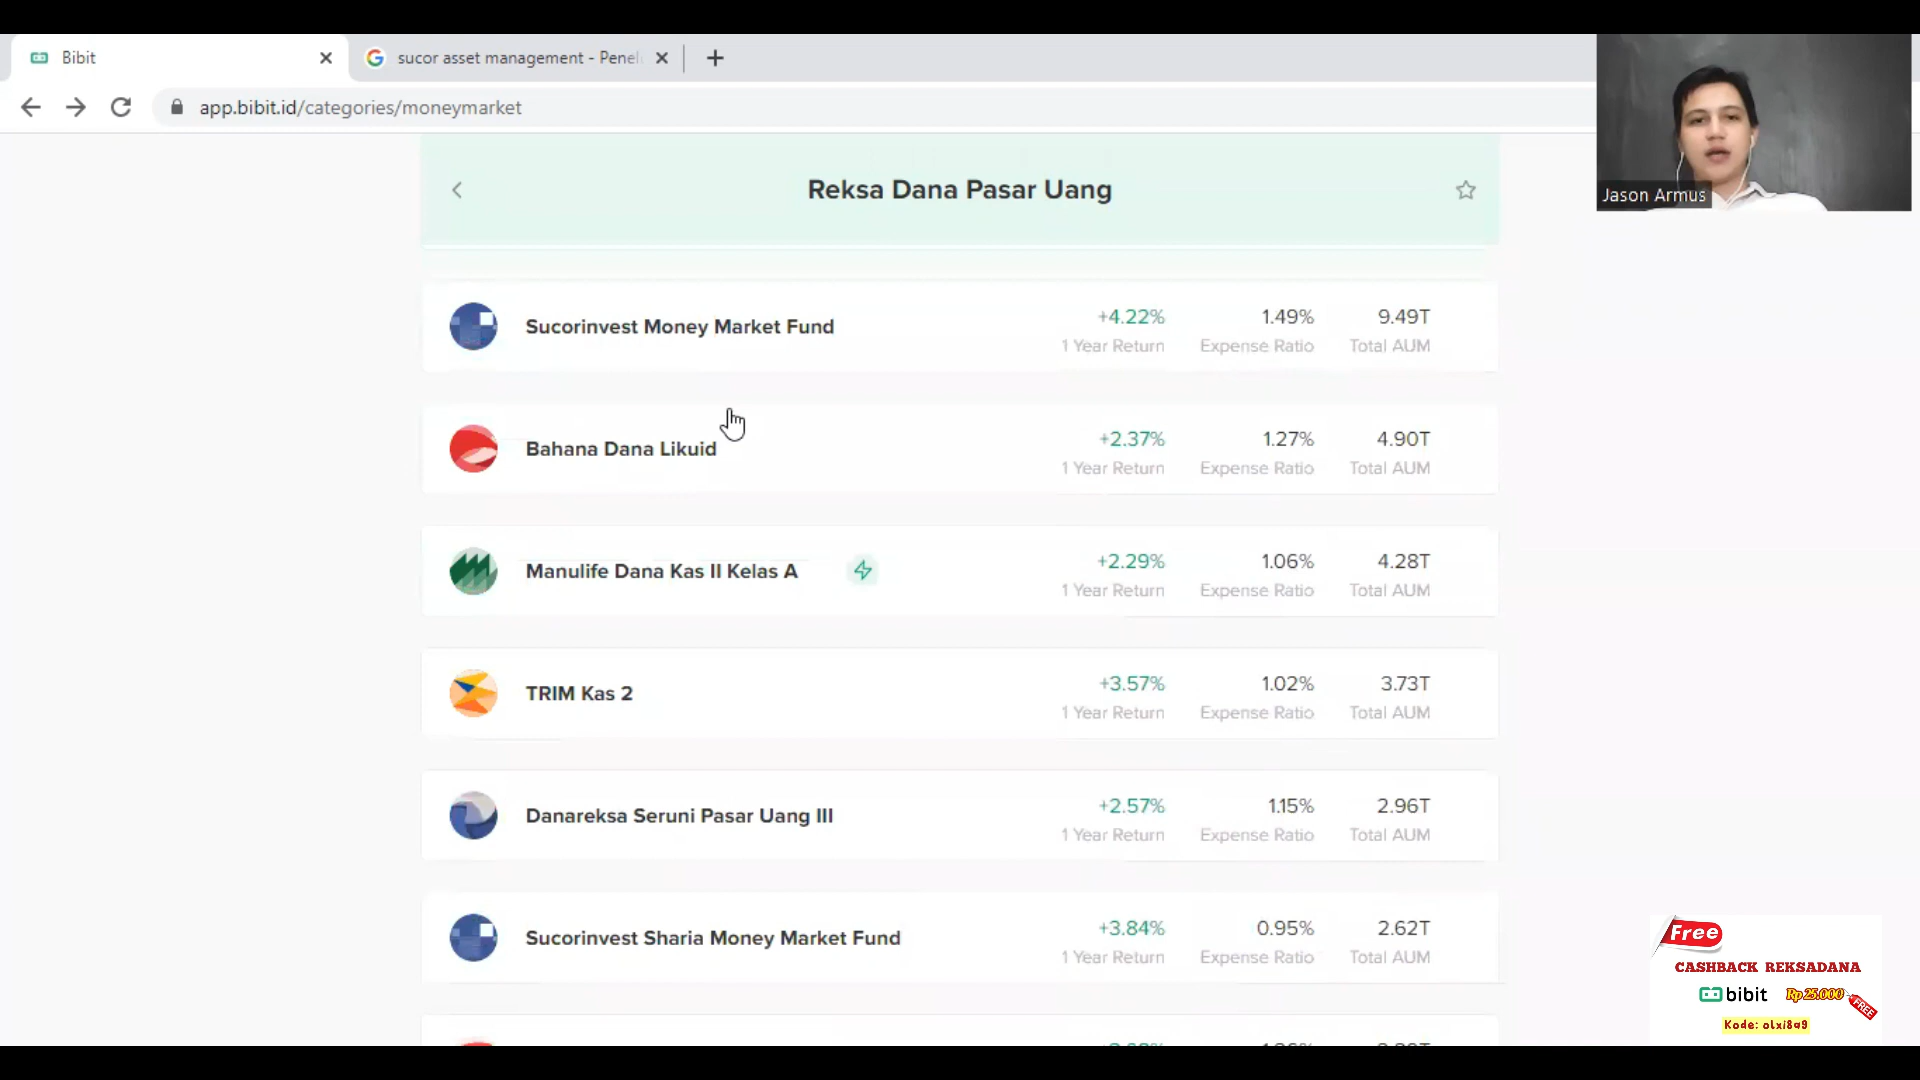 Bibit
sucor asset management - Penel
app.bibit.id/categories/moneymarket
Jason Armus
Reksa Dana Pasar Uang
Sucorinvest Money Market Fund
+4.22% 1.49% 9.49T
1 Year Return Expense Ratio Total AUM
Bahana Dana Likuid
+2.37% 1.27% 4.90T
1 Year Return Expense Ratio Total AUM
Manulife Dana Kas II Kelas A
+2.29% 1.06% 4.28T
1 Year Return Expense Ratio Total AUM
TRIM Kas 2
+3.57% 1.02% 3.73T
1 Year Return Expense Ratio Total AUM
Danareksa Seruni Pasar Uang III
+2.57% 1.15% 2.96T
1 Year Return Expense Ratio Total AUM
Sucorinvest Sharia Money Market Fund
+3.84% 0.95% 2.62T
1 Year Return Expense Ratio Total AUM
Free
CASHBACK REKSADANA
bibit Rp 25.000 FREE
Kode: olxi8q9